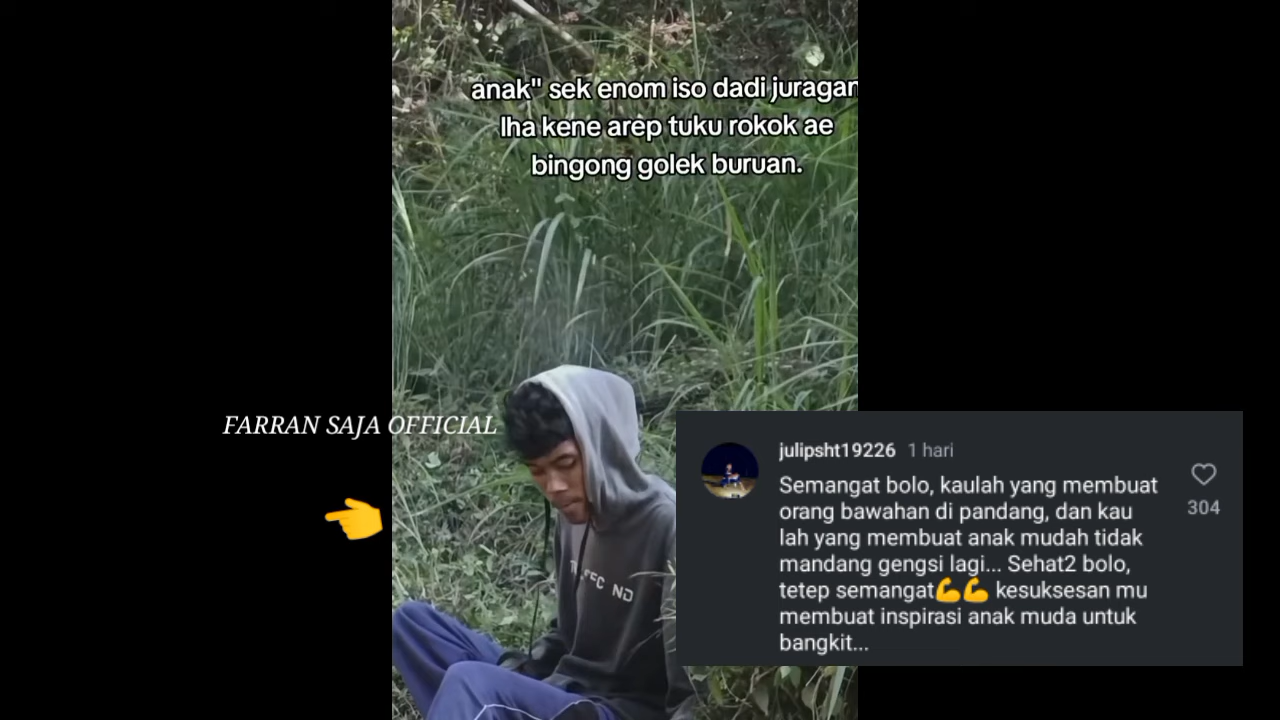 anak" sek enom iso dadi juragan
lha kene arep tuku rokok ae
bingong golek buruan.
FARRAN SAJA OFFICIAL
julipsht19226 1 hari
Semangat bolo, kaulah yang membuat
orang bawahan di pandang, dan kau
lah yang membuat anak mudah tidak
mandang gengsi lagi... Sehat2 bolo,
tetep semangat💪💪 kesuksesan mu
membuat inspirasi anak muda untuk
bangkit...
304
ND